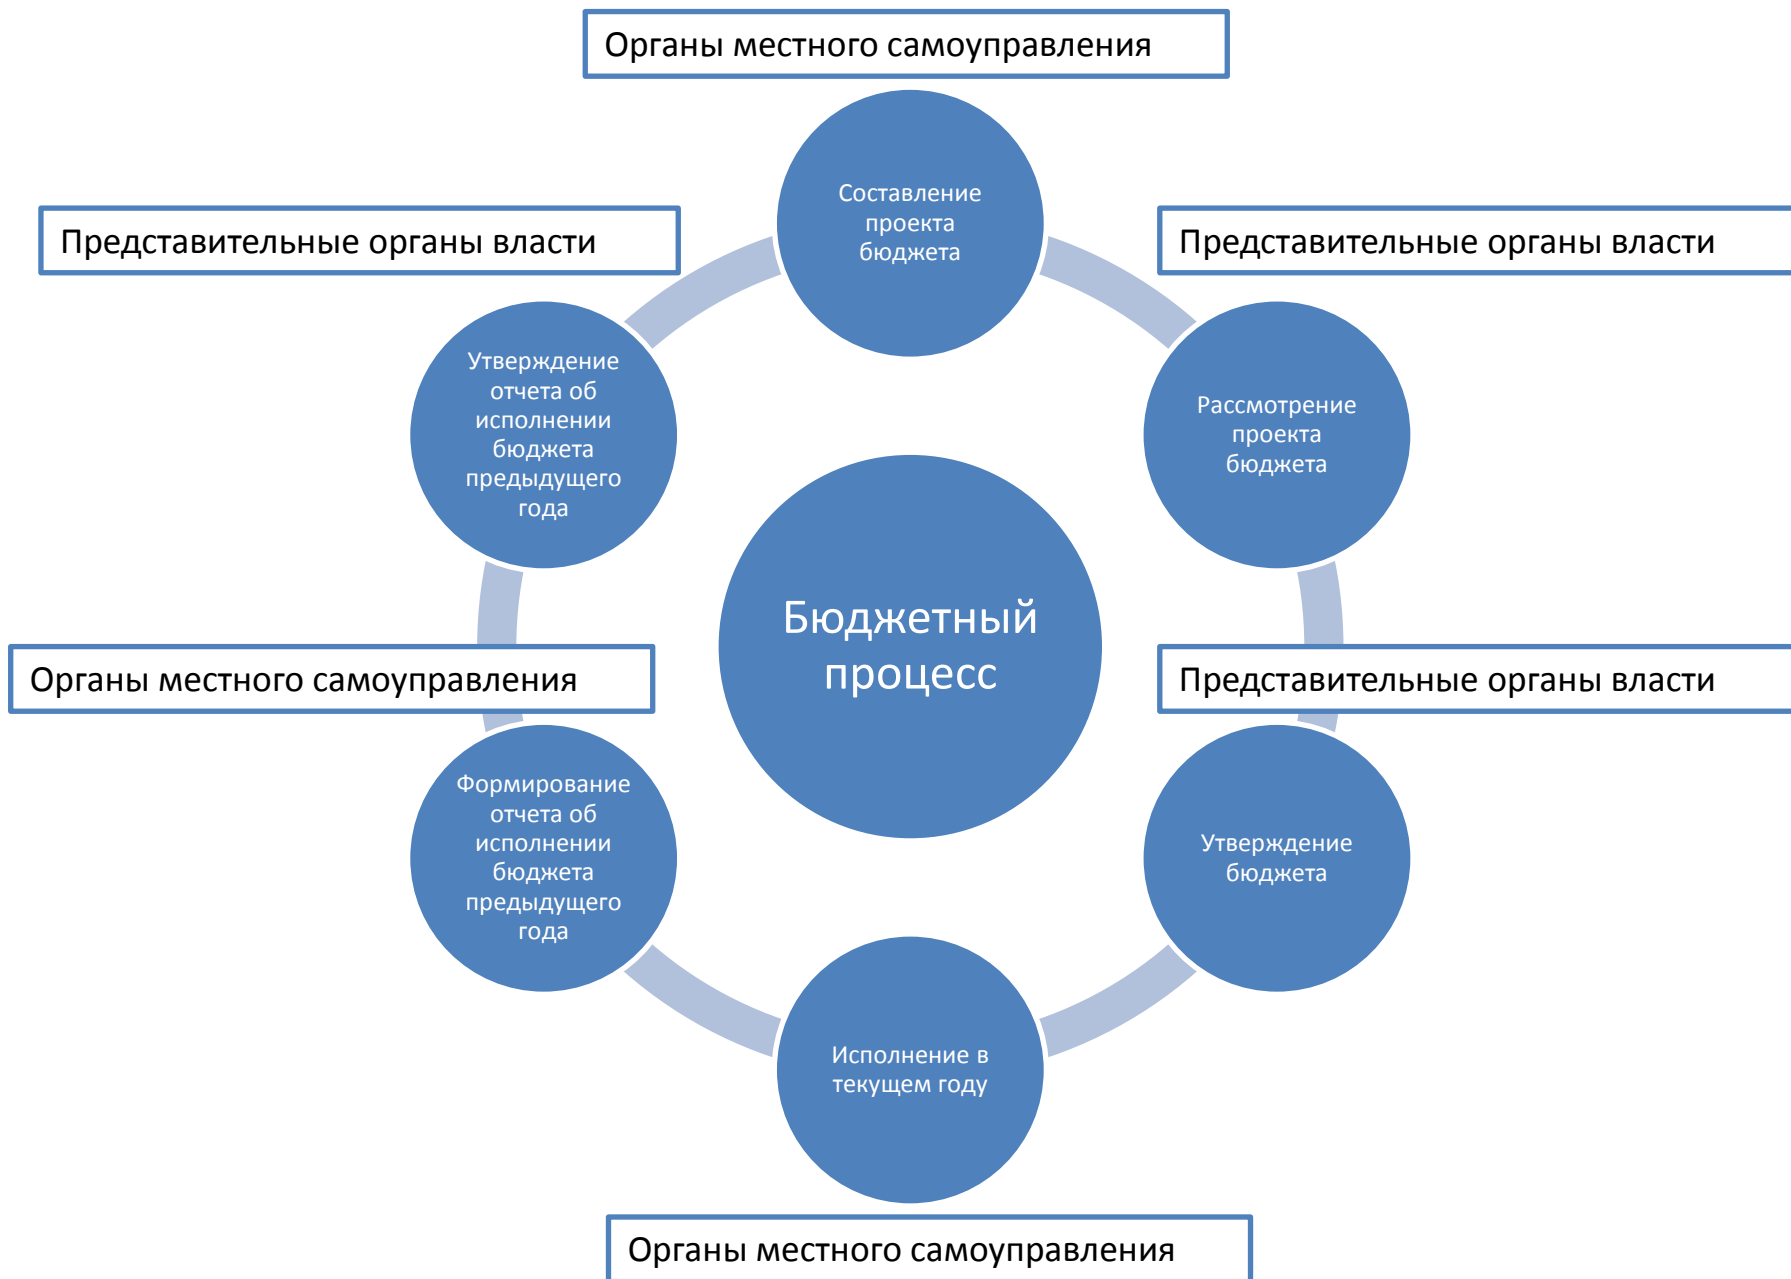 Органы местного самоуправления
Составление
проекта
бюджета
Представительные органы власти
Представительные органы власти
Утверждение
отчета об
исполнении
бюджета
предыдущего
года
Рассмотрение
проекта
бюджета
Бюджетный
процесс
Органы местного самоуправления
Представительные органы власти
Формирование
отчета об
исполнении
бюджета
предыдущего
года
Утверждение
бюджета
Исполнение в
текущем году
Органы местного самоуправления